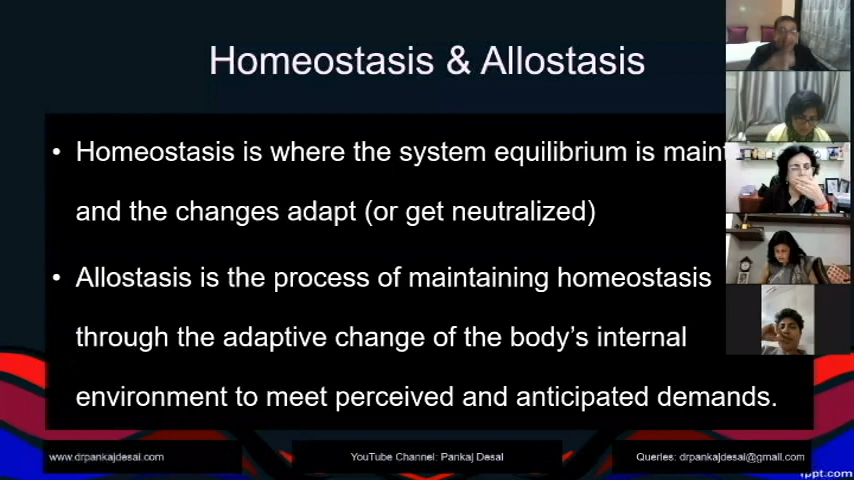 Homeostasis & Allostasis
• Homeostasis is where the system equilibrium is maint
and the changes adapt (or get neutralized)
• Allostasis is the process of maintaining homeostasis
through the adaptive change of the body's internal
environment to meet perceived and anticipated demands.
www.drpankajdesai.com
YouTube Channel: Pankaj Desai
Queries: drpankajdesai@gmail.com
fppt.com